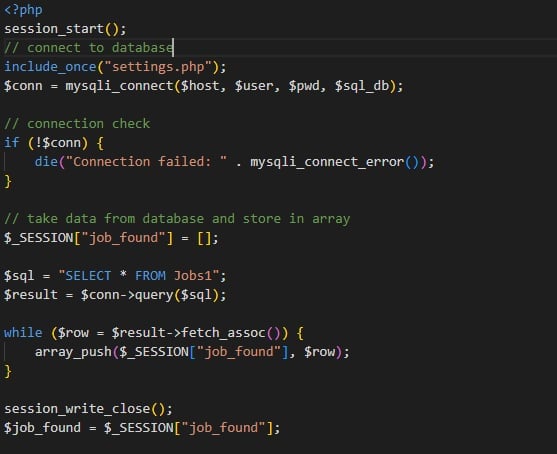 <?php
session_start();
// connect to database
include_once("settings.php");
$conn = mysqli_connect($host, $user, $pwd, $sql_db);
// connection check
if (!$conn) {
die("Connection failed: " . mysqli_connect_error());
}
// take data from database and store in array
$_SESSION["job_found"] = [];
$sql = "SELECT * FROM Jobs1";
$result = $conn->query($sql);
while ($row = $result->fetch_assoc()) {
array_push($_SESSION["job_found"], $row);
}
session_write_close();
$job_found = $_SESSION["job_found"];